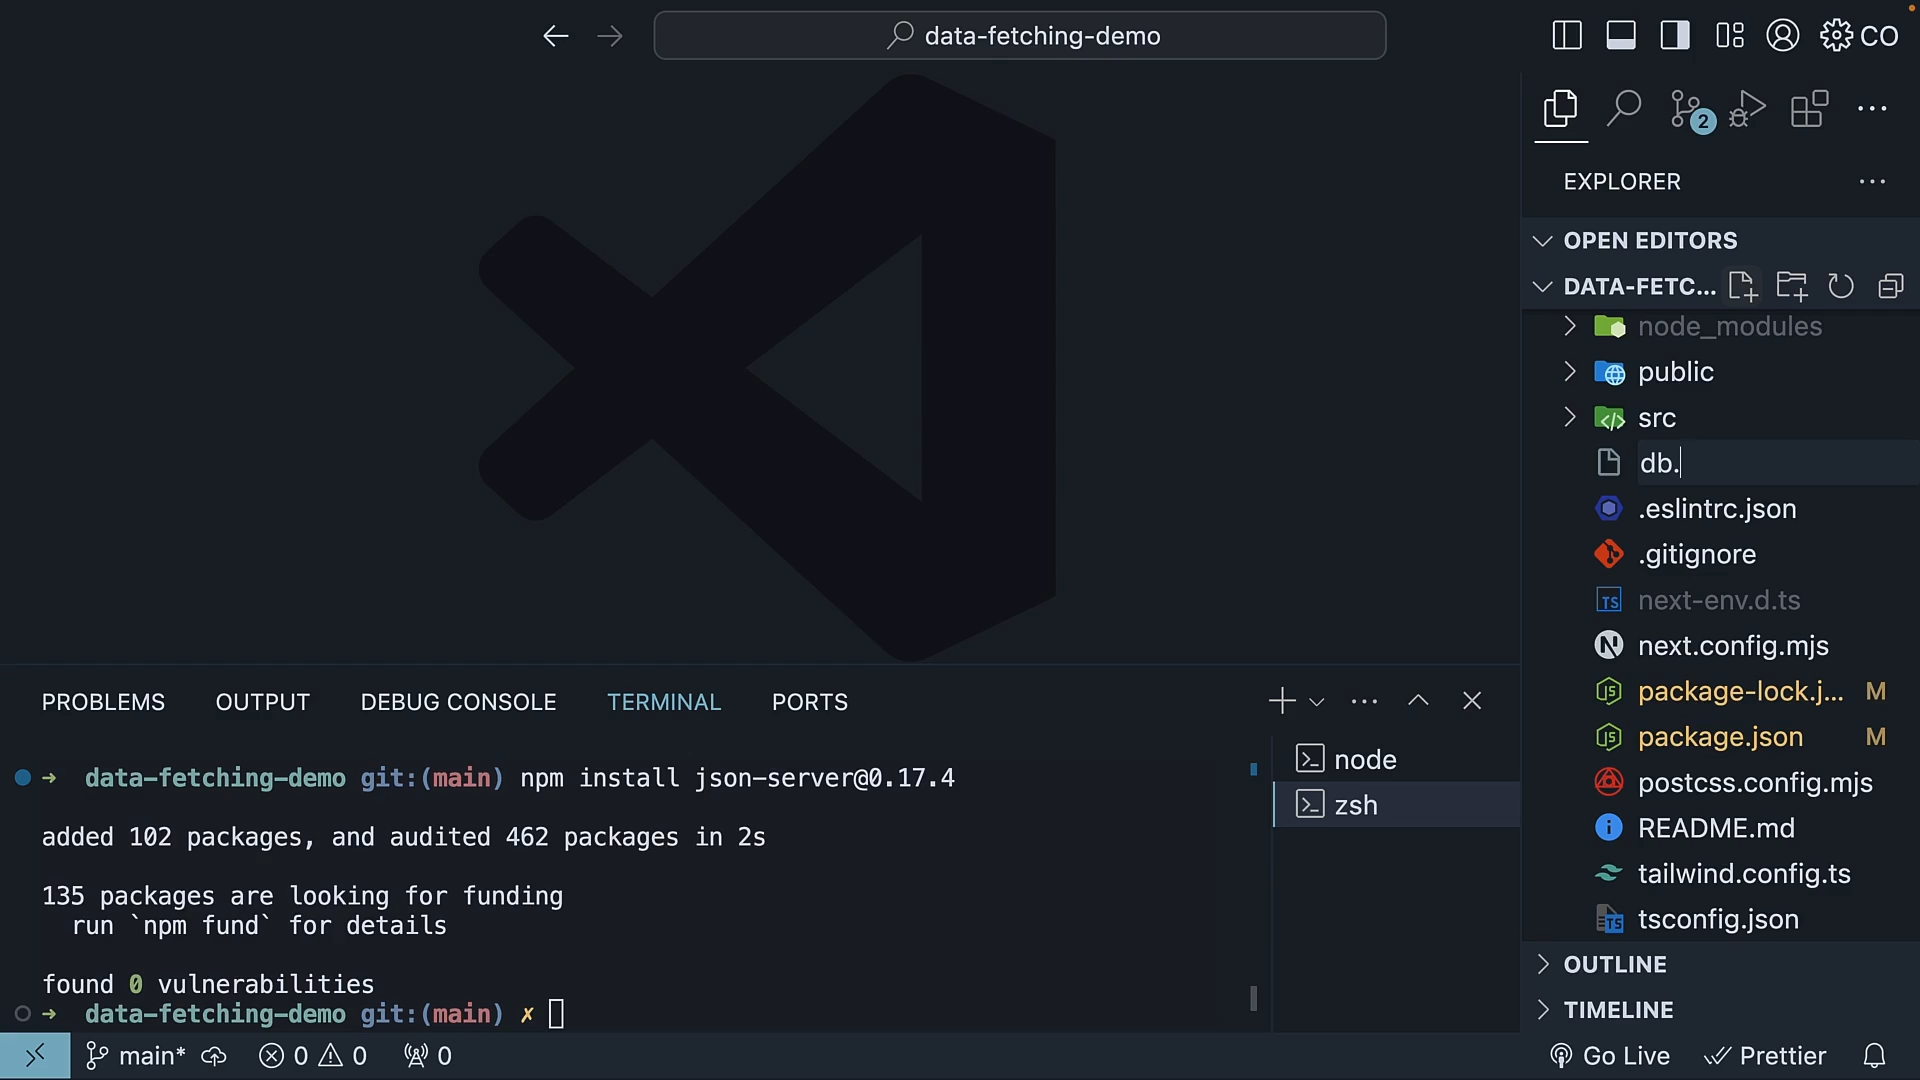 data-fetching-demo
CO
2
EXPLORER
OPEN EDITORS
DATA-FETC...
node_modules
public
src
db.
.eslintrc.json
.gitignore
next-env.d.ts
next.config.mjs
package-lock.j... M
package.json M
postcss.config.mjs
README.md
tailwind.config.ts
tsconfig.json
OUTLINE
TIMELINE
PROBLEMS OUTPUT DEBUG CONSOLE TERMINAL PORTS
node
zsh
➜ data-fetching-demo git:(main) npm install json-server@0.17.4
added 102 packages, and audited 462 packages in 2s
135 packages are looking for funding
run `npm fund` for details
found 0 vulnerabilities
➜ data-fetching-demo git:(main) ✗
main* 0 0 0 Go Live Prettier